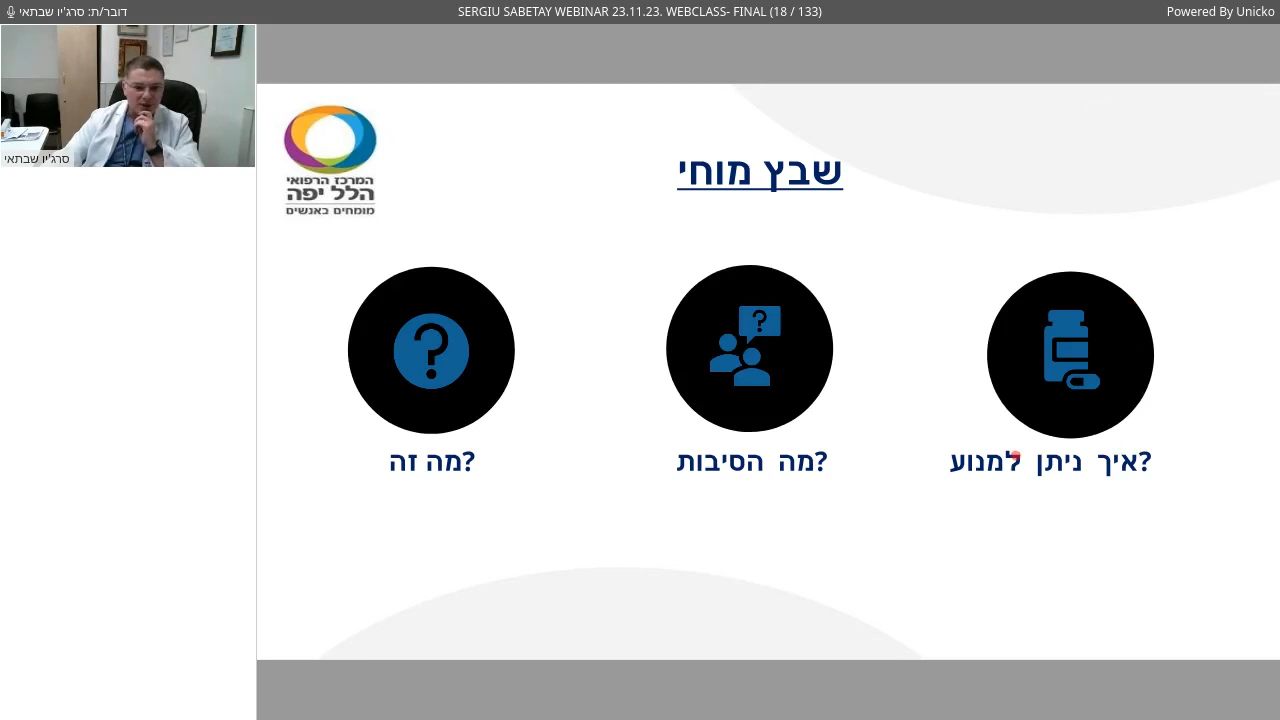 דובר/ת: סרג'יו שבתאי
SERGIU SABETAY WEBINAR 23.11.23. WEBCLASS- FINAL (18 / 133)
Powered By Unicko
סרג'יו שבתאי
המרכז הרפואי
הלל יפה
מומחים באנשים
שבץ מוחי
מה זה?
מה הסיבות?
איך ניתן למנוע?